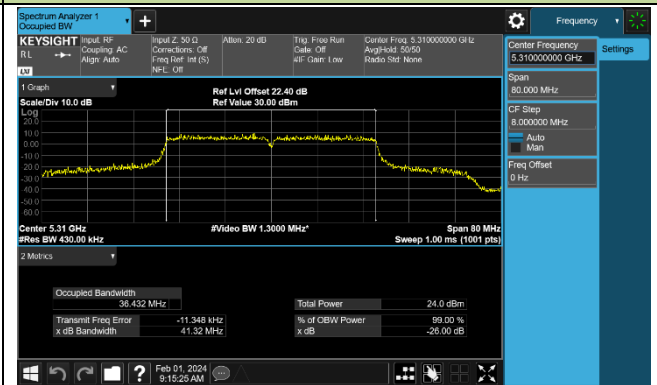 Spectrum Analyzer 1
Occupied BW
Frequency
KEYSIGHT
RL
LXI
Input: RF
Coupling: AC
Align: Auto
Input Z: 50 Ω
Corrections: Off
Freq Ref: Int (S)
NFE: Off
Atten: 20 dB
Trig: Free Run
Gate: Off
#IF Gain: Low
Center Freq: 5.310000000 GHz
Avg|Hold: 50/50
Radio Std: None
Center Frequency
5.310000000 GHz
Settings
Span
80.000 MHz
CF Step
8.000000 MHz
Auto
Man
Freq Offset
0 Hz
1 Graph
Scale/Div 10.0 dB
Ref Lvl Offset 22.40 dB
Ref Value 30.00 dBm
Log
20.0
10.0
0.00
-10.0
-20.0
-30.0
-40.0
-50.0
-60.0
Center 5.31 GHz
#Video BW 1.3000 MHz*
Span 80 MHz
#Res BW 430.00 kHz
Sweep 1.00 ms (1001 pts)
2 Metrics
Occupied Bandwidth
36.432 MHz
Total Power 24.0 dBm
Transmit Freq Error -11.348 kHz
% of OBW Power 99.00 %
x dB Bandwidth 41.32 MHz
x dB -26.00 dB
Feb 01, 2024
9:15:25 AM